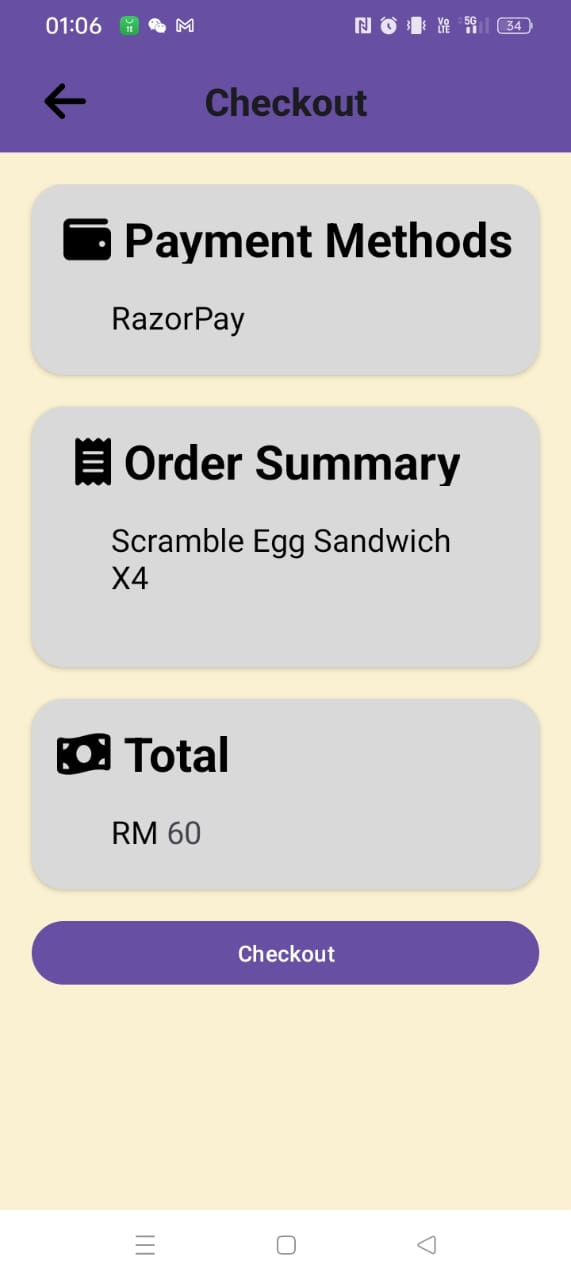 01:06
Vo LTE 5G 34
Checkout
Payment Methods
RazorPay
Order Summary
Scramble Egg Sandwich
X4
Total
RM 60
Checkout